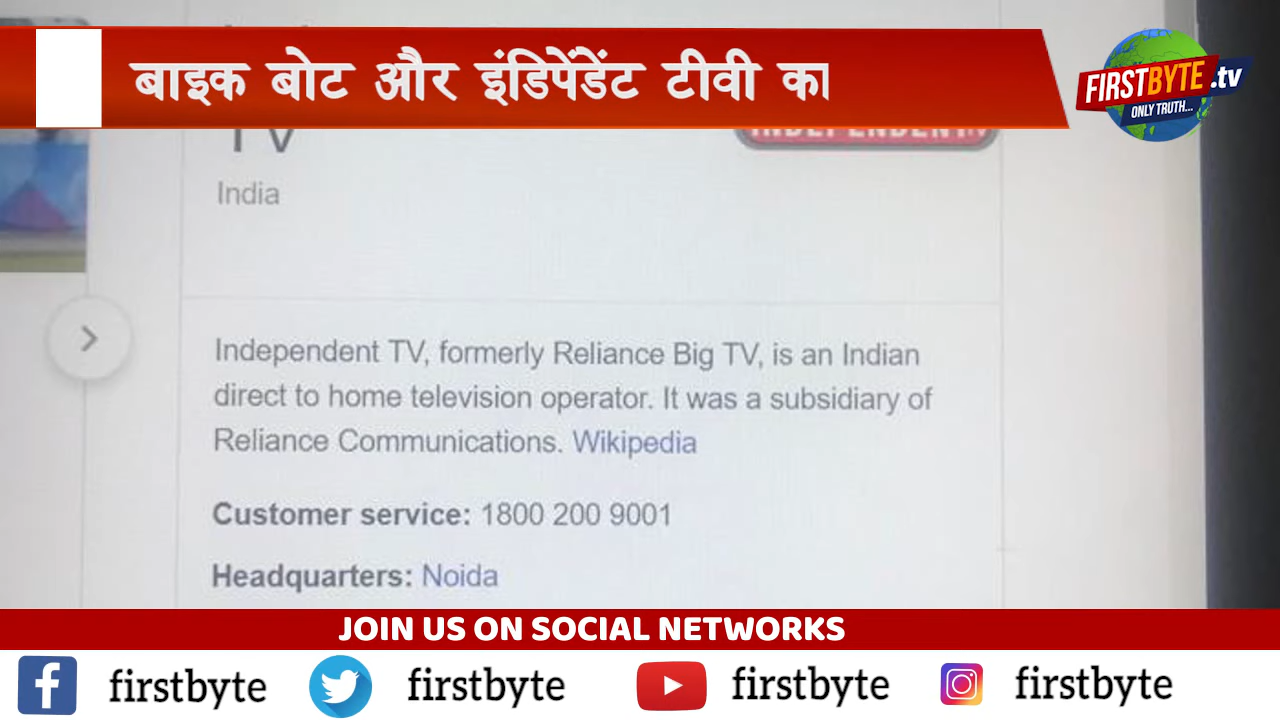 बाइक बोट और इंडिपेंडेंट टीवी का
FIRSTBYTE.tv
ONLY TRUTH...
TV
INDEPENDENT
India
Independent TV, formerly Reliance Big TV, is an Indian
direct to home television operator. It was a subsidiary of
Reliance Communications. Wikipedia
Customer service: 1800 200 9001
Headquarters: Noida
JOIN US ON SOCIAL NETWORKS
firstbyte
firstbyte
firstbyte
firstbyte